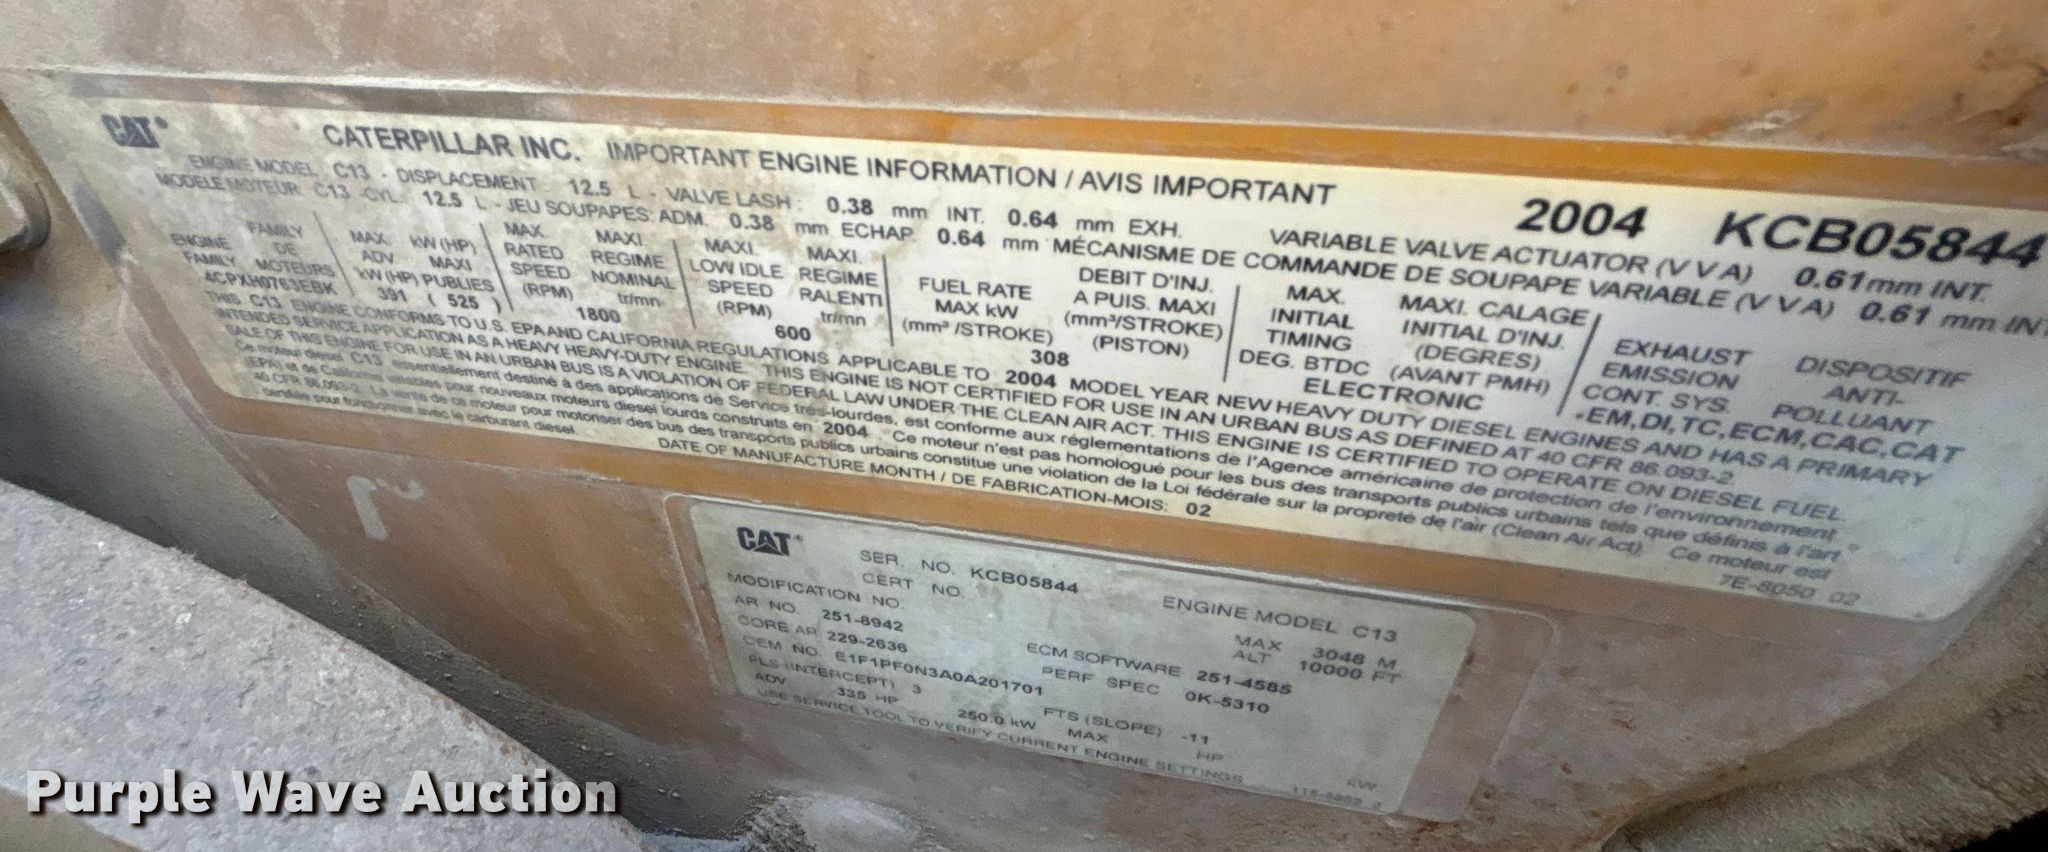 CAT®
CATERPILLAR INC. IMPORTANT ENGINE INFORMATION / AVIS IMPORTANT
2004 KCB05844
ENGINE MODEL C13 - DISPLACEMENT 12.5 L - VALVE LASH: 0.38 mm INT. 0.64 mm EXH. VARIABLE VALVE ACTUATOR (V V A) 0.61mm INT.
MODELE MOTEUR C13 -CYL. 12.5 L - JEU SOUPAPES: ADM. 0.38 mm ECHAP. 0.64 mm MÉCANISME DE COMMANDE DE SOUPAPE VARIABLE (V V A) 0.61 mm INT
ENGINE FAMILY
FAMILY DE MOTEURS
4CPXH0763EBK
MAX. kW (HP)
ADV MAXI
kW (HP) PUBLIES
391 ( 525 )
MAX. MAXI.
RATED REGIME
SPEED NOMINAL
(RPM) tr/mn
1800
MAXI. MAXI.
LOW IDLE REGIME
SPEED RALENTI
(RPM) tr/mn
600
FUEL RATE DEBIT D'INJ.
MAX kW A PUIS. MAXI
(mm³ /STROKE) (mm³/STROKE)
(PISTON)
308
MAX. MAXI. CALAGE
INITIAL INITIAL D'INJ.
TIMING (DEGRES)
DEG. BTDC (AVANT PMH)
ELECTRONIC
EXHAUST DISPOSITIF
EMISSION ANTI-
CONT. SYS. POLLUANT
EM,DI,TC,ECM,CAC,CAT
THIS C13 ENGINE CONFORMS TO U.S. EPA AND CALIFORNIA REGULATIONS APPLICABLE TO 2004 MODEL YEAR NEW HEAVY DUTY DIESEL ENGINES AND HAS A PRIMARY
INTENDED SERVICE APPLICATION AS A HEAVY HEAVY-DUTY ENGINE. THIS ENGINE IS NOT CERTIFIED FOR USE IN AN URBAN BUS AS DEFINED AT 40 CFR 86.093-2.
SALE OF THIS ENGINE FOR USE IN AN URBAN BUS IS A VIOLATION OF FEDERAL LAW UNDER THE CLEAN AIR ACT. THIS ENGINE IS CERTIFIED TO OPERATE ON DIESEL FUEL.
Ce moteur diesel C13 essentiellement destiné à des applications de Service très-lourdes, est conforme aux réglementations de l'Agence américaine de protection de l'environnement
(EPA) et de Californie valables pour nouveaux moteurs diesel lourds construits en 2004 . Ce moteur n'est pas homologué pour les bus des transports publics urbains tels que définis à l'art
40 CFR 86.093-2. La vente de ce moteur pour motoriser des bus des transports publics urbains constitue une violation de la Loi fédérale sur la propreté de l'air (Clean Air Act). Ce moteur est
certifiée pour fonctionner avec le carburant diesel.
DATE OF MANUFACTURE MONTH / DE FABRICATION-MOIS: 02
7E-8050 02
CAT®
SER. NO. KCB05844 ENGINE MODEL C13
CERT NO.
MODIFICATION NO. MAX 3048 M
AR NO. 251-8942 ALT 10000 FT
CORE AR 229-2636 ECM SOFTWARE 251-4585
CEM NO. E1F1PF0N3A0A201701 PERF SPEC 0K-5310
FLS (INTERCEPT) 3 FTS (SLOPE) -11
ADV 335 HP 250.0 kW MAX HP kW
USE SERVICE TOOL TO VERIFY CURRENT ENGINE SETTINGS
Purple Wave Auction